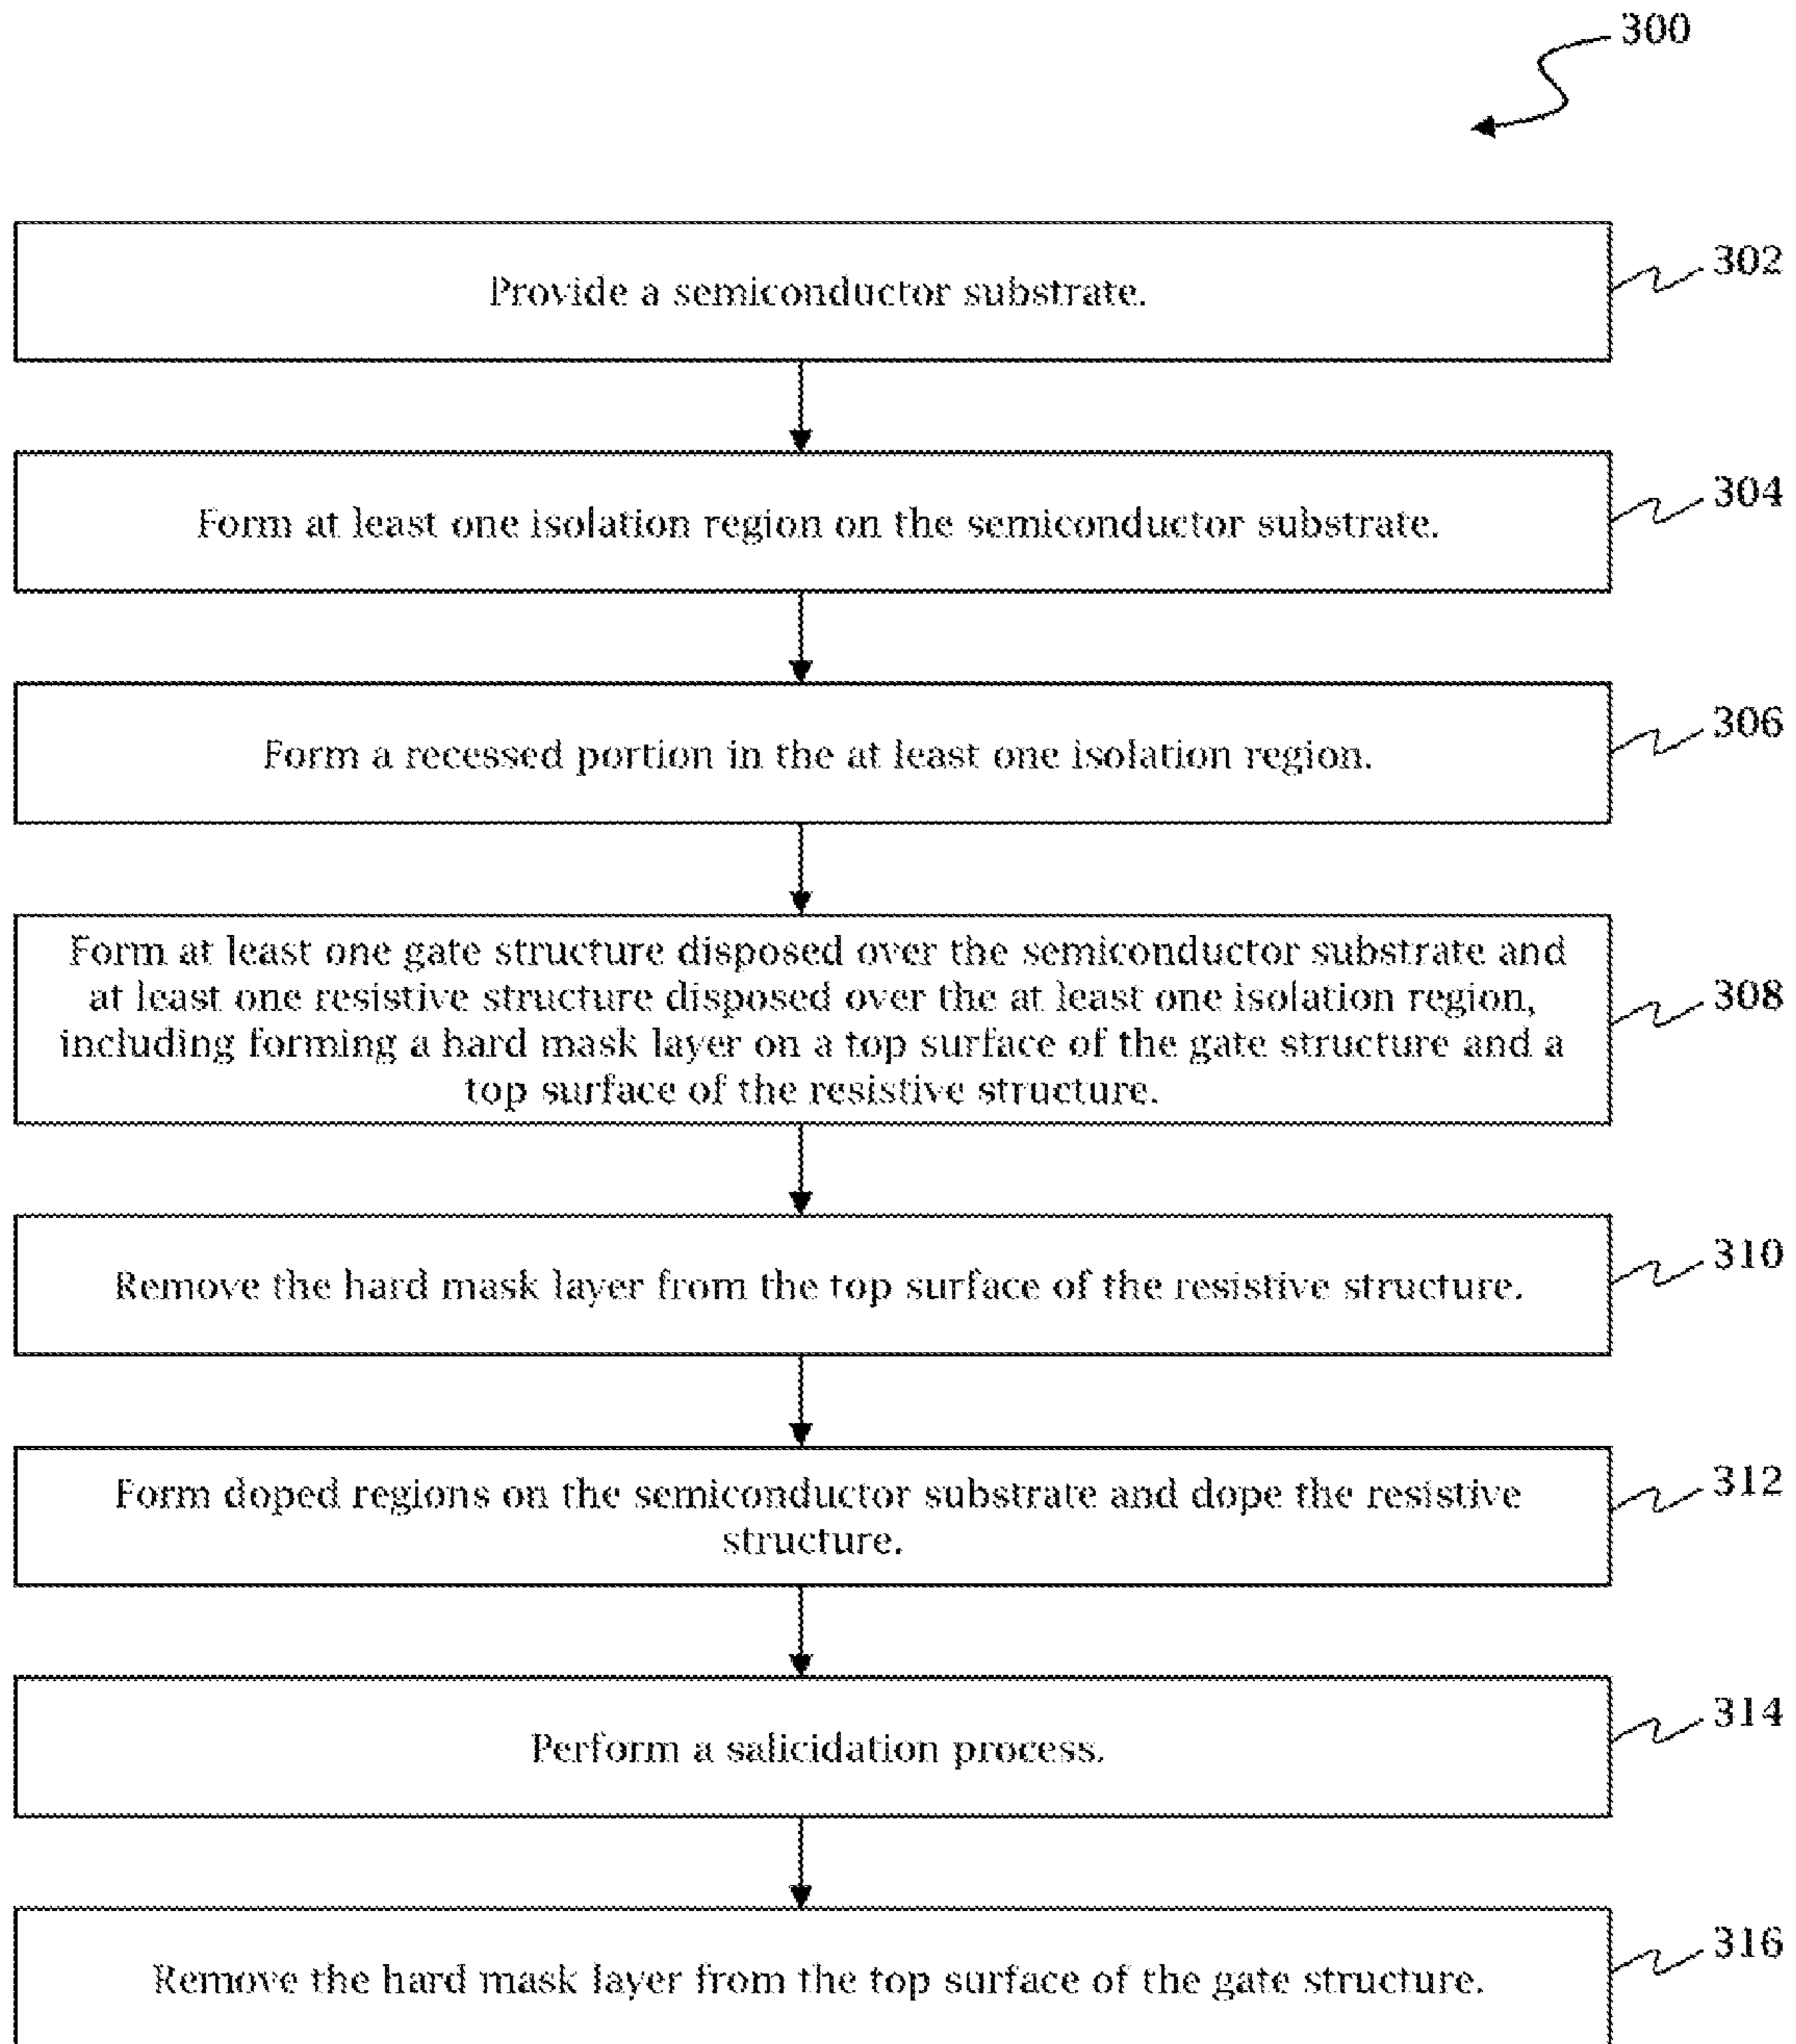 300
Provide a semiconductor substrate.
302
Form at least one isolation region on the semiconductor substrate.
304
Form a recessed portion in the at least one isolation region.
306
Form at least one gate structure disposed over the semiconductor substrate and
at least one resistive structure disposed over the at least one isolation region,
including forming a hard mask layer on a top surface of the gate structure and a
top surface of the resistive structure.
308
Remove the hard mask layer from the top surface of the resistive structure.
310
Form doped regions on the semiconductor substrate and dope the resistive
structure.
312
Perform a salicidation process.
314
Remove the hard mask layer from the top surface of the gate structure.
316